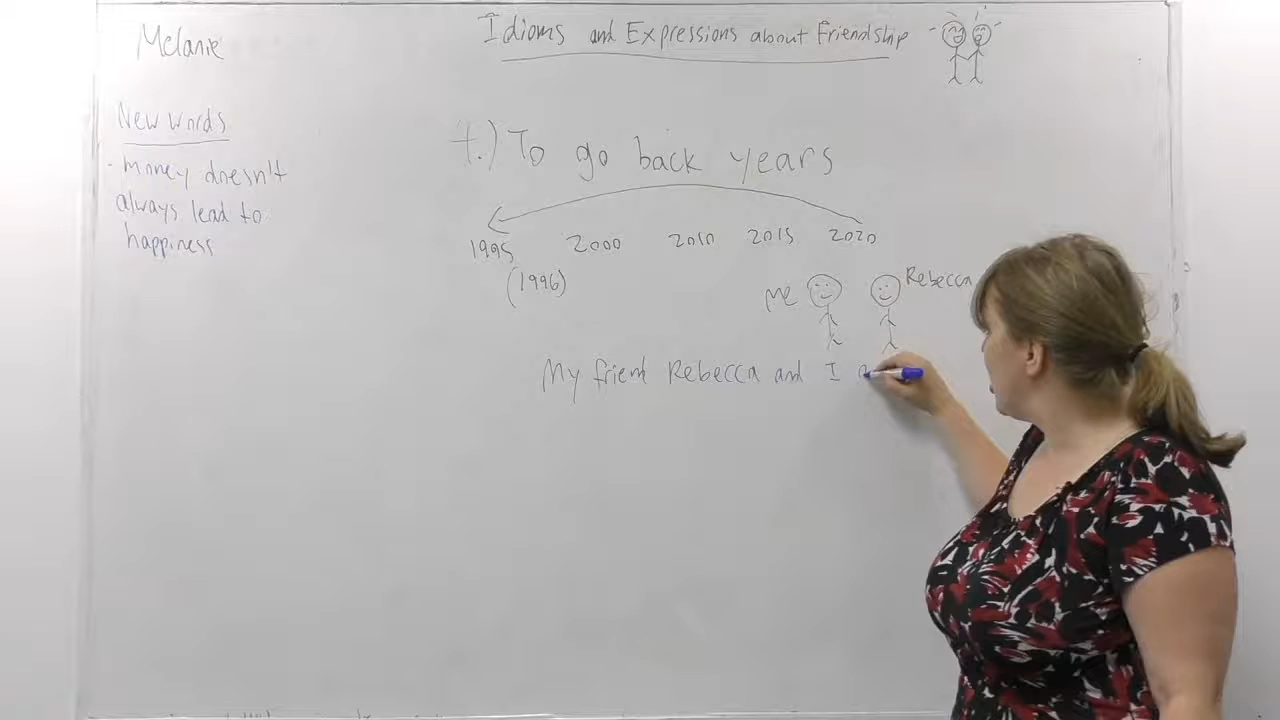 Melanie
Idioms and Expressions about Friendship
New words
- Money doesn't
always lead to
happiness
4.) To go back years
1995 2000 2010 2015 2020
(1996)
Me
Rebecca
My friend Rebecca and I